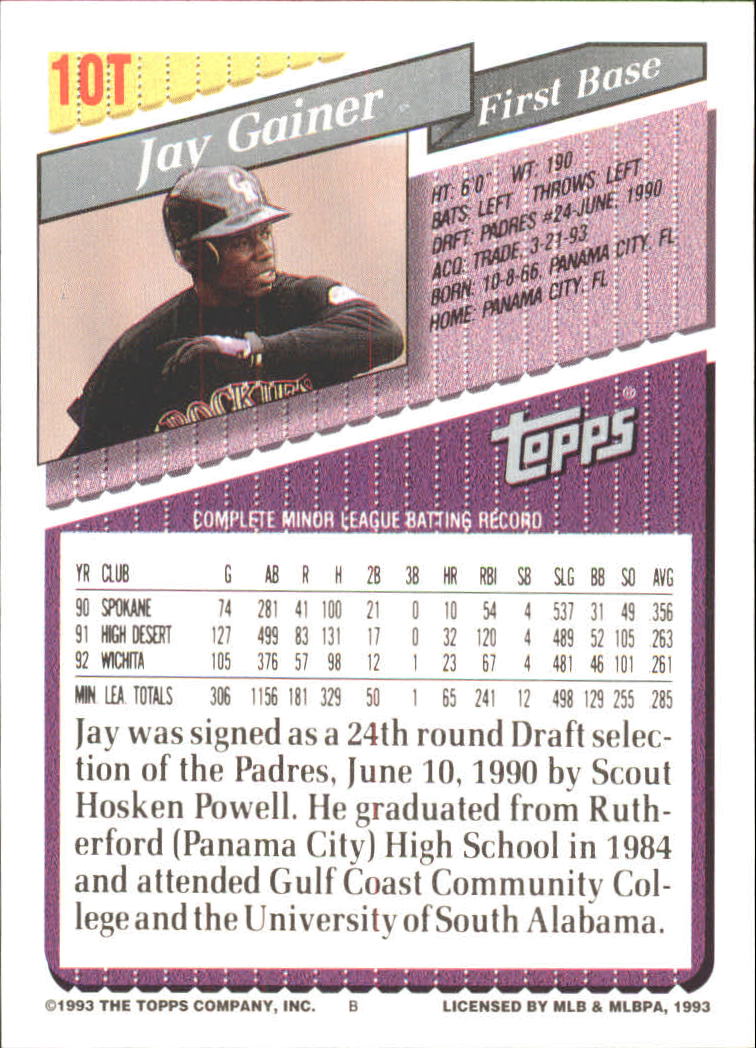 10T
Jay Gainer
First Base
CR
ROCKIES
HT: 6'0" WT: 190
BATS: LEFT THROWS: LEFT
DRFT: PADRES #24-JUNE, 1990
ACQ: TRADE, 3-21-93
BORN: 10-8-66, PANAMA CITY, FL
HOME: PANAMA CITY, FL
Topps®
COMPLETE MINOR LEAGUE BATTING RECORD
YR CLUB G AB R H 2B 3B HR RBI SB SLG BB SO AVG
90 SPOKANE 74 281 41 100 21 0 10 54 4 .537 31 49 .356
91 HIGH DESERT 127 499 83 131 17 0 32 120 4 .489 52 105 .263
92 WICHITA 105 376 57 98 12 1 23 67 4 .481 46 101 .261
MIN. LEA. TOTALS 306 1156 181 329 50 1 65 241 12 .498 129 255 .285
Jay was signed as a 24th round Draft selec-
tion of the Padres, June 10, 1990 by Scout
Hosken Powell. He graduated from Ruth-
erford (Panama City) High School in 1984
and attended Gulf Coast Community Col-
lege and the University of South Alabama.
©1993 THE TOPPS COMPANY, INC. B LICENSED BY MLB & MLBPA, 1993